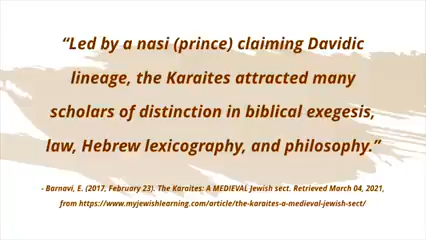 “Led by a nasi (prince) claiming Davidic
lineage, the Karaites attracted many
scholars of distinction in biblical exegesis,
law, Hebrew lexicography, and philosophy.”
- Barnavi, E. (2017, February 23). The Karaites: A MEDIEVAL Jewish sect. Retrieved March 04, 2021,
from https://www.myjewishlearning.com/article/the-karaites-a-medieval-jewish-sect/